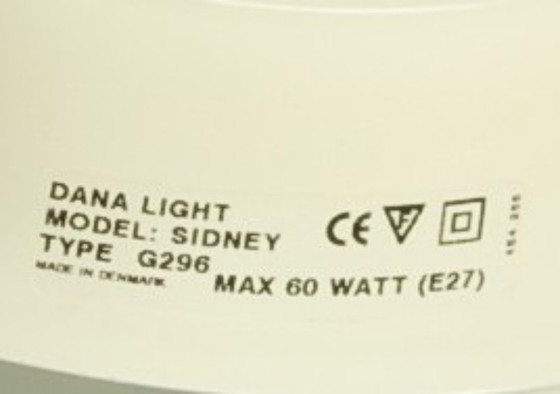 DANA LIGHT
MODEL: SIDNEY
TYPE G296
MADE IN DENMARK
MAX 60 WATT (E27)
CE F